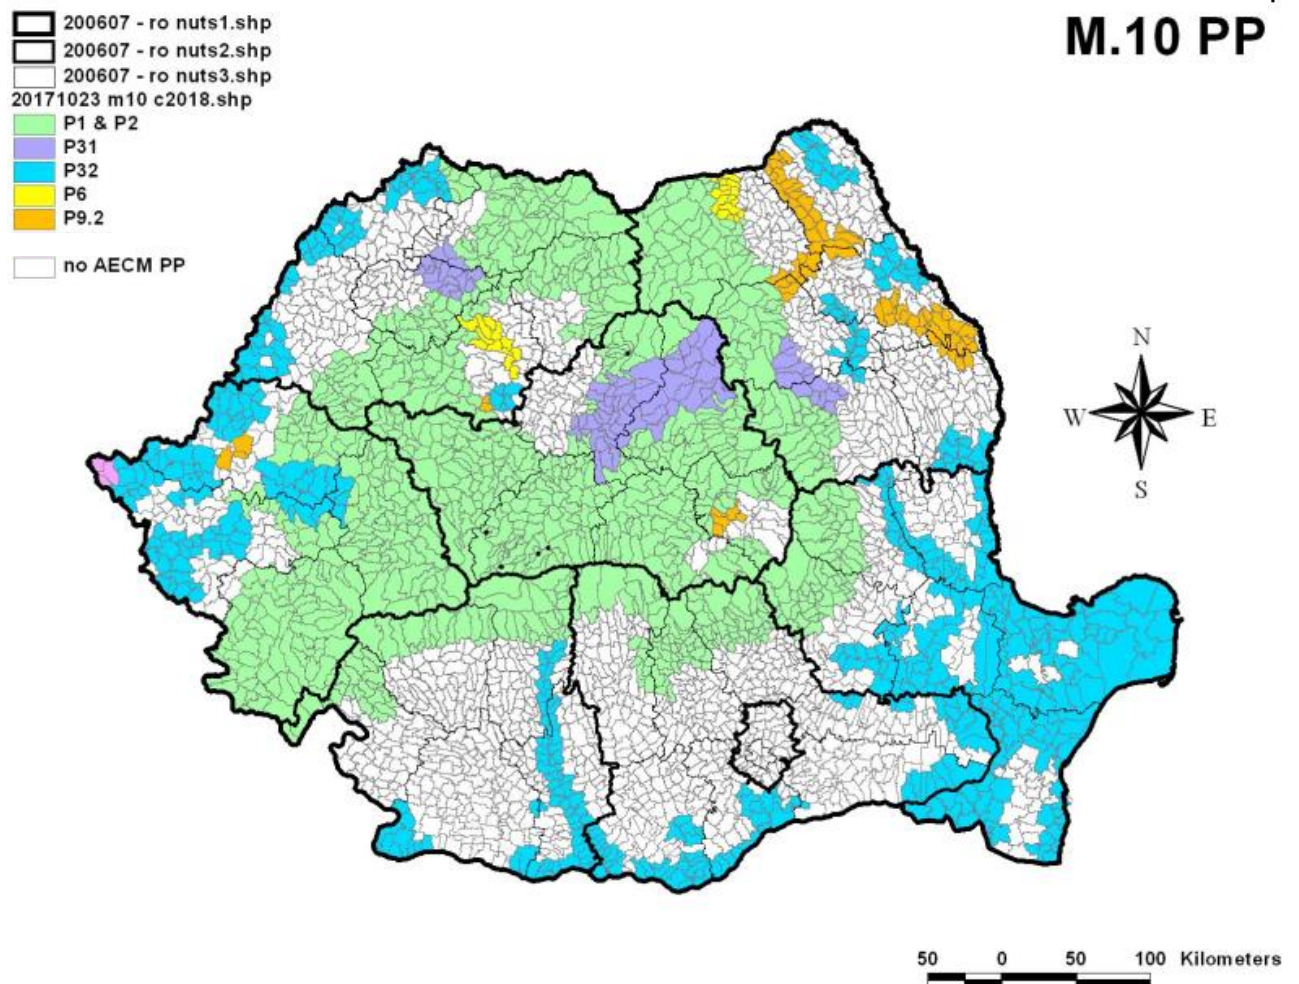 200607 - ro nuts1.shp
200607 - ro nuts2.shp
200607 - ro nuts3.shp
20171023 m10 c2018.shp
P1 & P2
P31
P32
P6
P9.2
no AECM PP
M.10 PP
N
W E
S
50 0 50 100 Kilometers